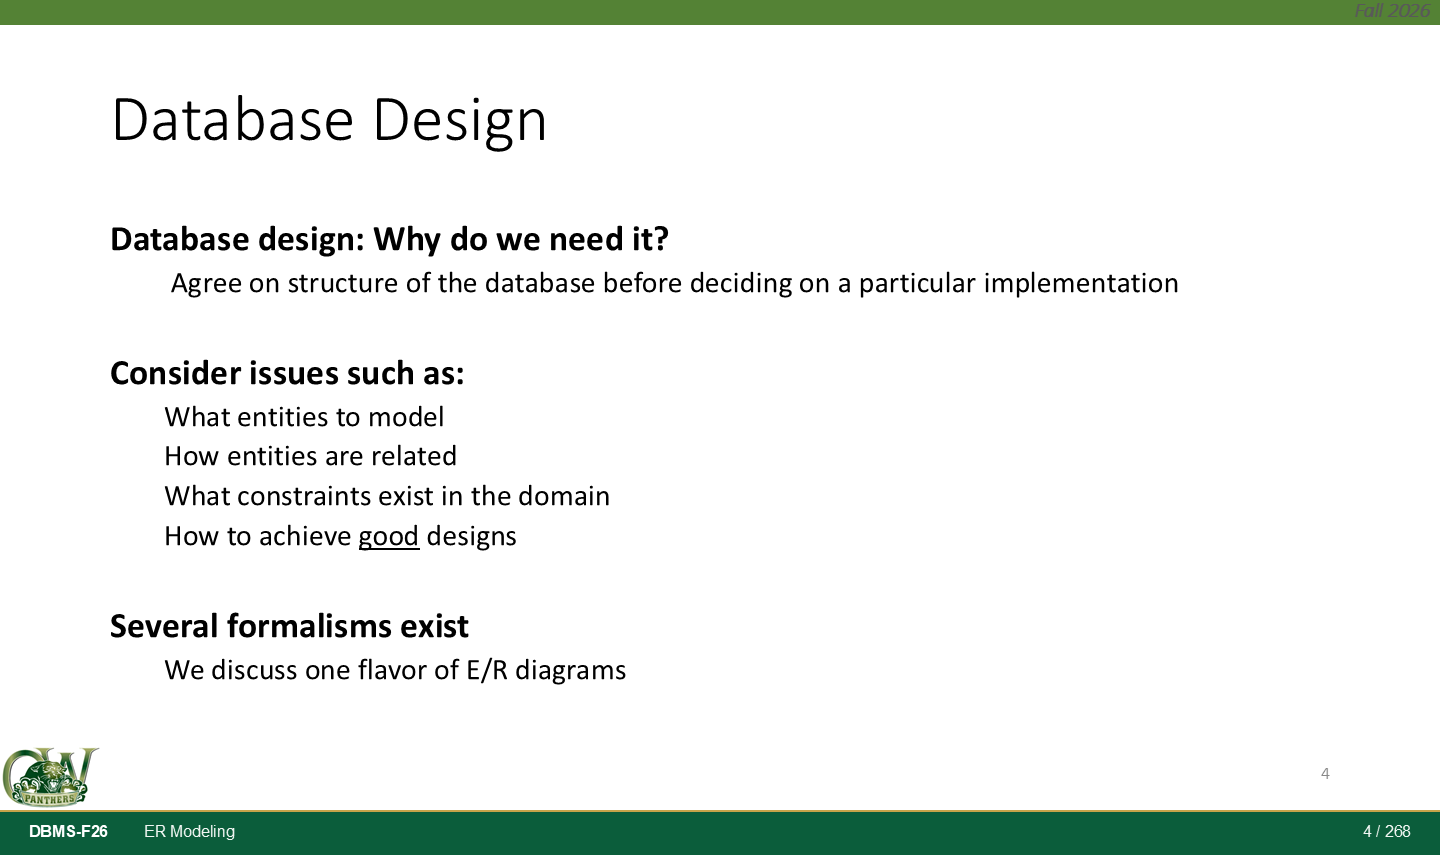 Fall 2026
Database Design
Database design: Why do we need it?
Agree on structure of the database before deciding on a particular implementation
Consider issues such as:
What entities to model
How entities are related
What constraints exist in the domain
How to achieve good designs
Several formalisms exist
We discuss one flavor of E/R diagrams
OW
PANTHERS
4
DBMS-F26 ER Modeling 4 / 268